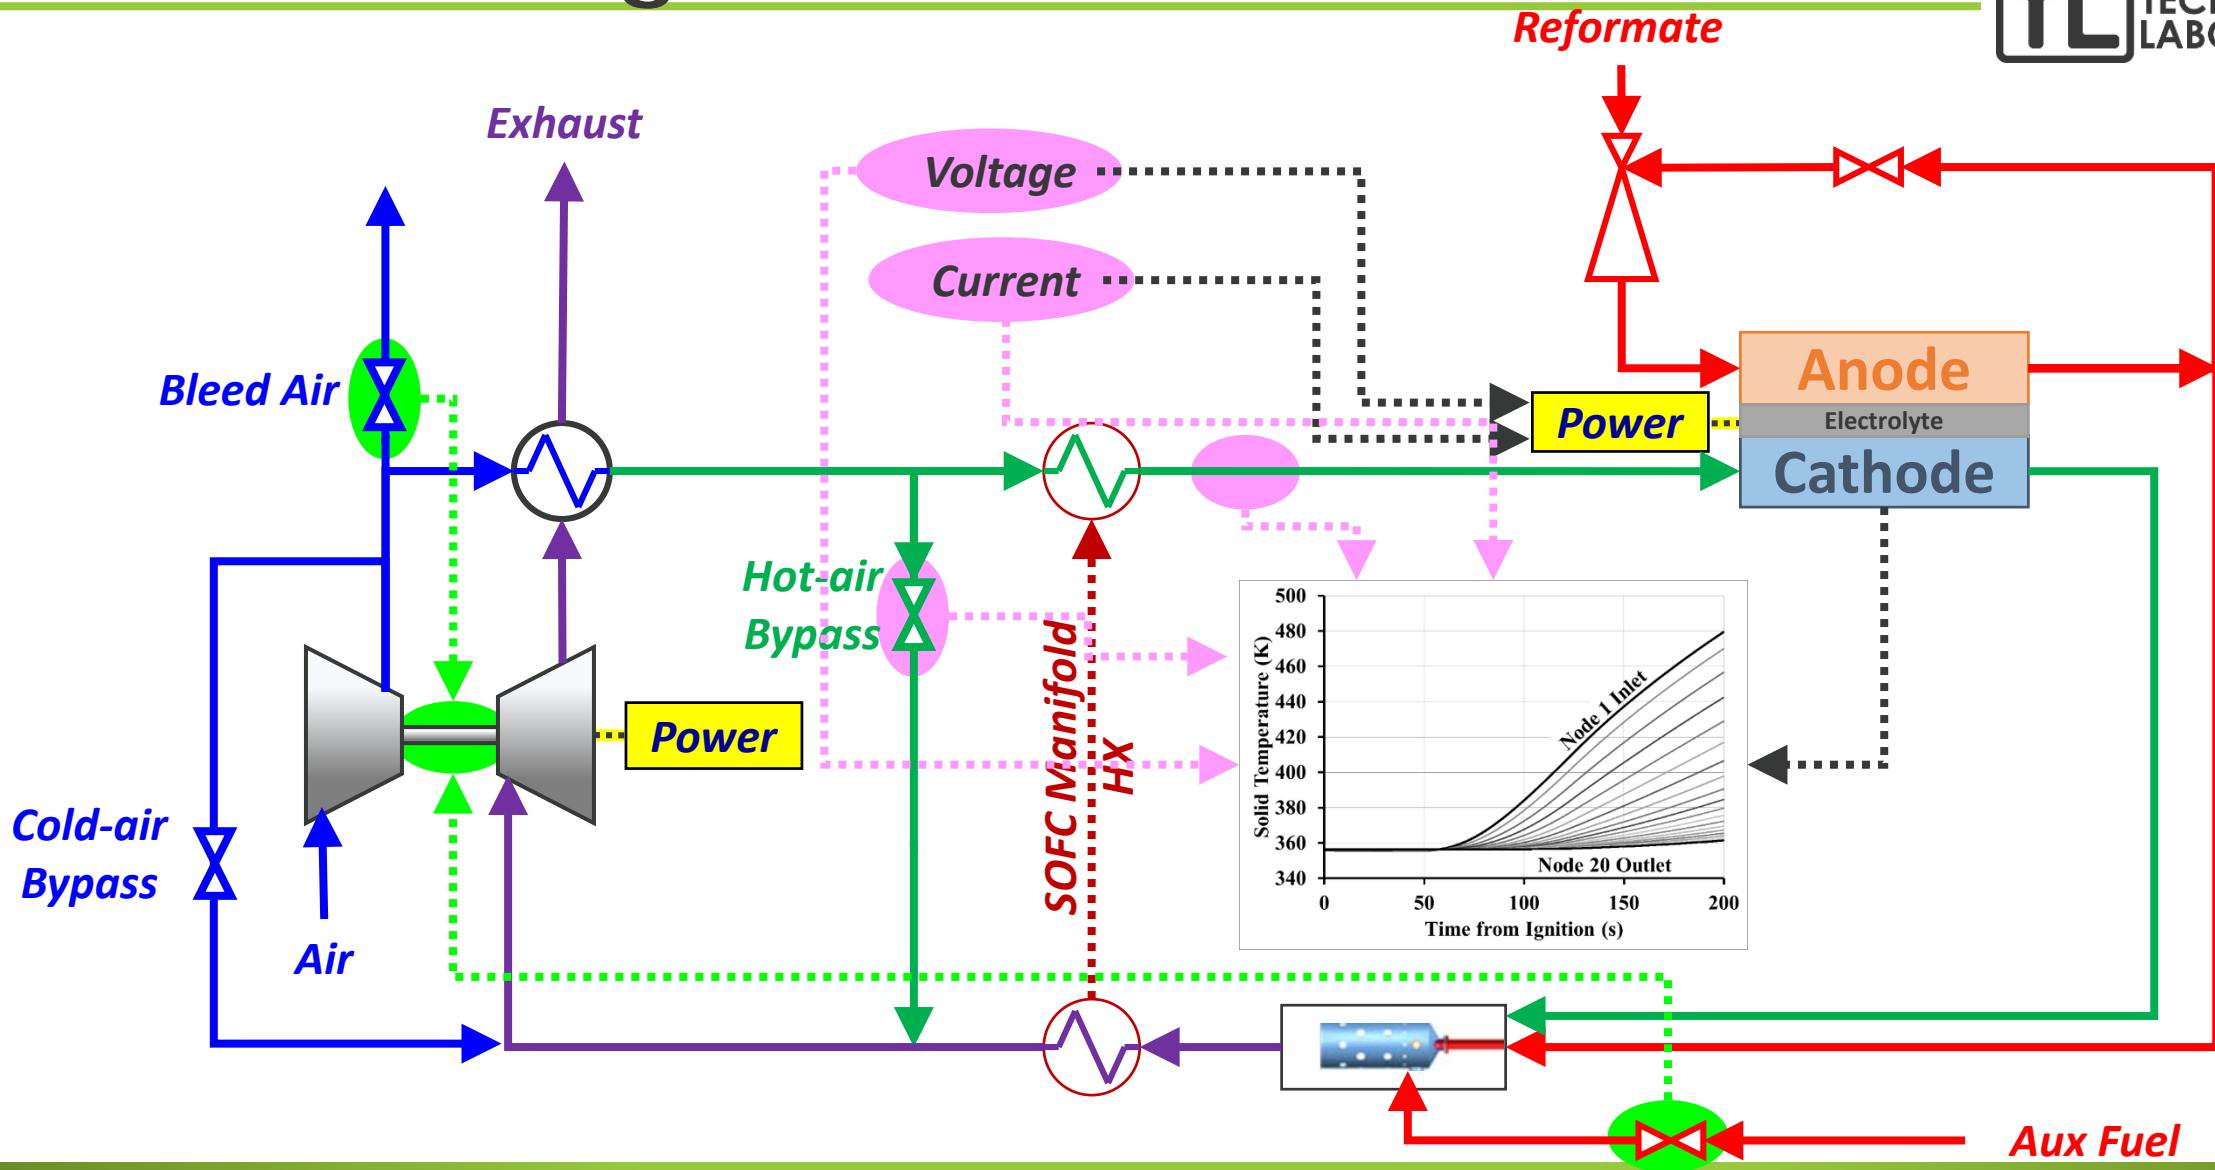 Reformate
Exhaust
Voltage
Current
Bleed Air
Anode
Power
Electrolyte
Cathode
Hot-air
Bypass
Power
SOFC Manifold
HX
Cold-air
Bypass
Air
500
480
460
440
420
400
380
360
340
Solid Temperature (K)
Node 1 Inlet
Node 20 Outlet
0 50 100 150 200
Time from Ignition (s)
Aux Fuel